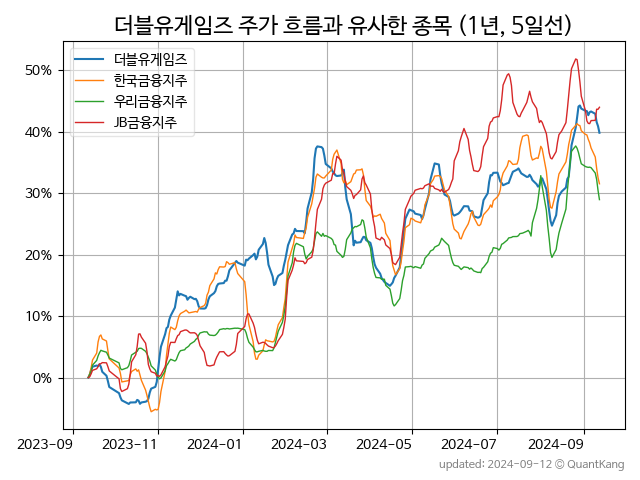 더블유게임즈 주가 흐름과 유사한 종목 (1년, 5일선)
더블유게임즈
한국금융지주
우리금융지주
JB금융지주
50%
40%
30%
20%
10%
0%
2023-09 2023-11 2024-01 2024-03 2024-05 2024-07 2024-09
updated: 2024-09-12 © QuantKang